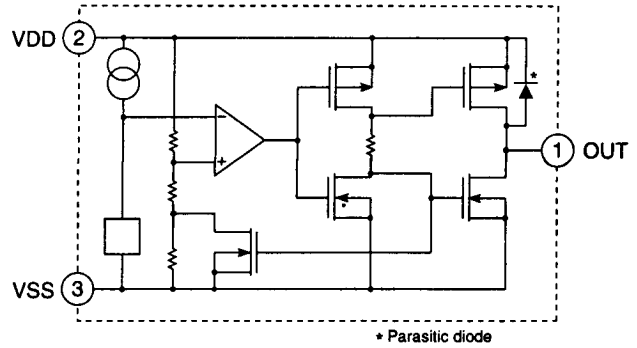 VDD 2
*
−
+
1 OUT
VSS 3
* Parasitic diode